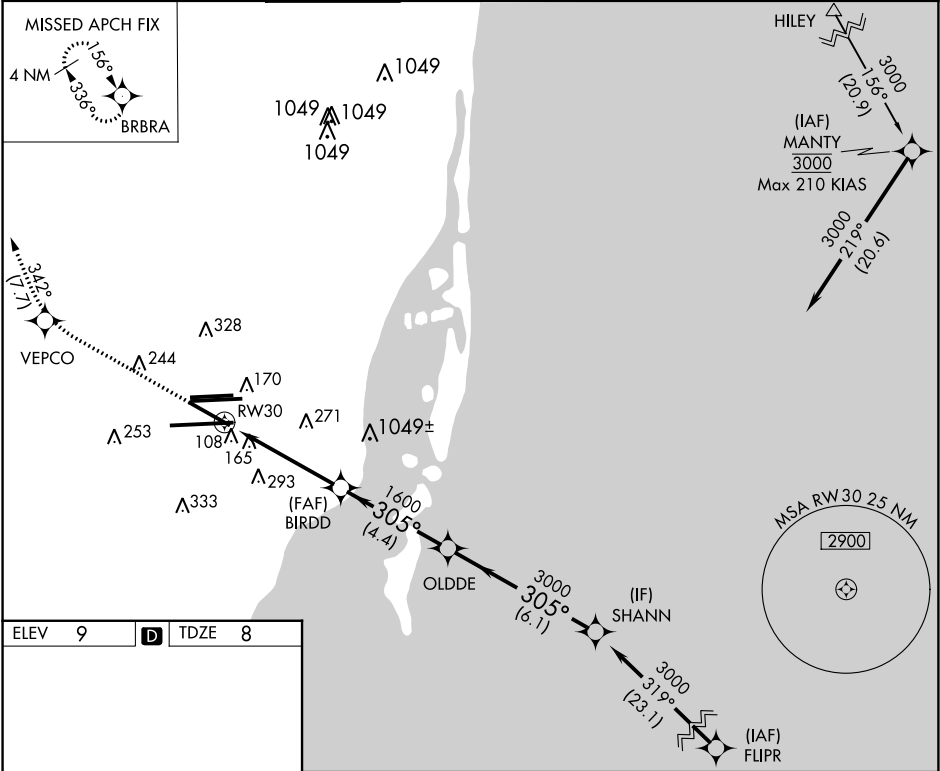 MISSED APCH FIX
4 NM
156°
336°
BRBRA
1049
1049
1049
1049
HILEY
3000
156°
(20.9)
(IAF)
MANTY
3000
Max 210 KIAS
3000
219°
(20.6)
342°
(7.7)
VEPCO
328
244
170
RW30
253
108
165
271
1049±
293
333
(FAF)
BIRDD
1600
305°
(4.4)
OLDDE
3000
305°
(6.1)
(IF)
SHANN
3000
319°
(23.1)
(IAF)
FLIPR
MSA RW30 25 NM
2900
ELEV 9
D
TDZE 8